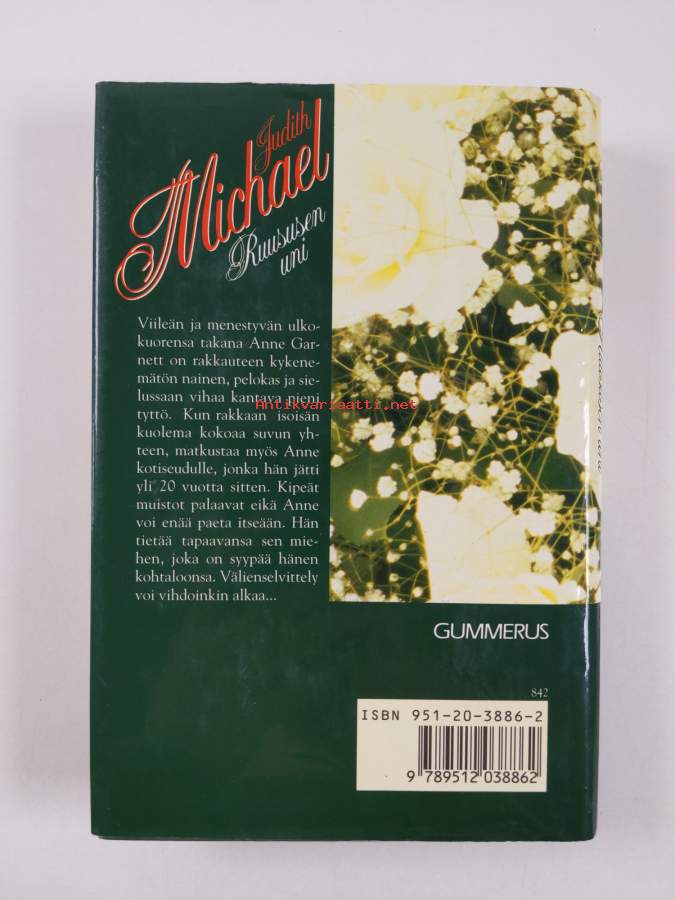 Judith
Michael
Ruususen
uni
Viileän ja menestyvän ulko-
kuorensa takana Anne Gar-
nett on rakkauteen kykene-
mätön nainen, pelokas ja sie-
lussaan vihaa kantava pieni
tyttö. Kun rakkaan isoisän
kuolema kokoaa suvun yh-
teen, matkustaa myös Anne
kotiseudulle, jonka hän jätti
yli 20 vuotta sitten. Kipeät
muistot palaavat eikä Anne
voi enää paeta itseään. Hän
tietää tapaavansa sen mie-
hen, joka on syypää hänen
kohtaloonsa. Välienselvittely
voi vihdoinkin alkaa...
Antikvariaatti.net
GUMMERUS
842
ISBN 951-20-3886-2
9 789512 038862